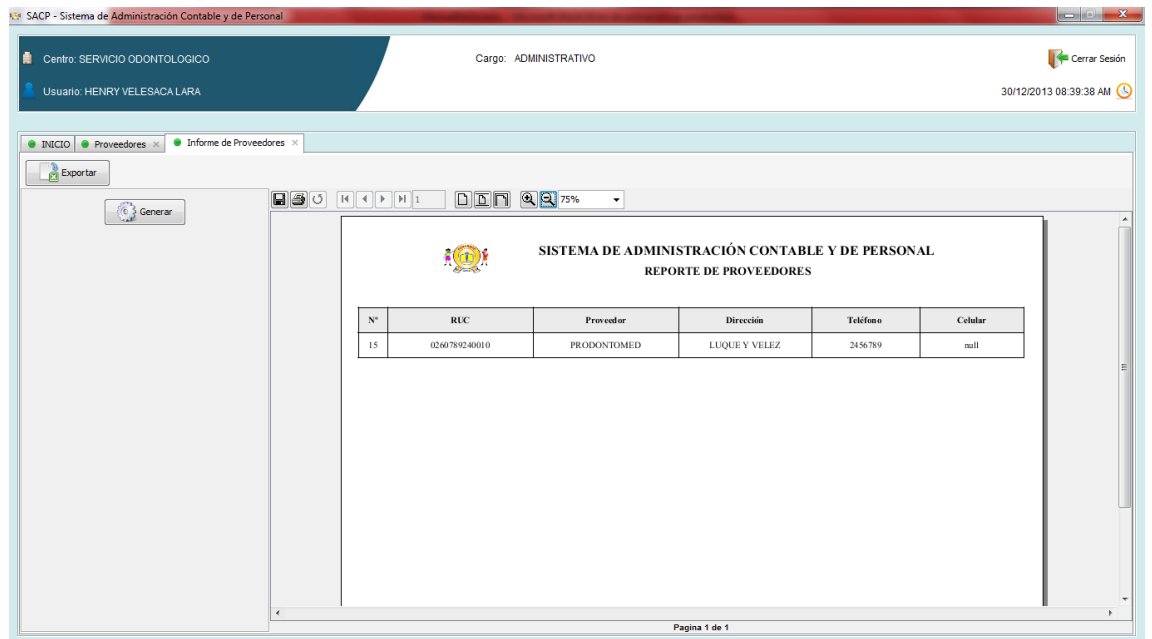 SACP - Sistema de Administración Contable y de Personal
Centro: SERVICIO ODONTOLOGICO
Cargo: ADMINISTRATIVO
Cerrar Sesión
Usuario: HENRY VELESACA LARA
30/12/2013 08:39:38 AM
INICIO
Proveedores
Informe de Proveedores
Exportar
Generar
1
75%
SISTEMA DE ADMINISTRACIÓN CONTABLE Y DE PERSONAL
REPORTE DE PROVEEDORES
Nº RUC Proveedor Dirección Teléfono Celular
15 0260789240010 PRODONTOMED LUQUE Y VELEZ 2456789 null
Pagina 1 de 1